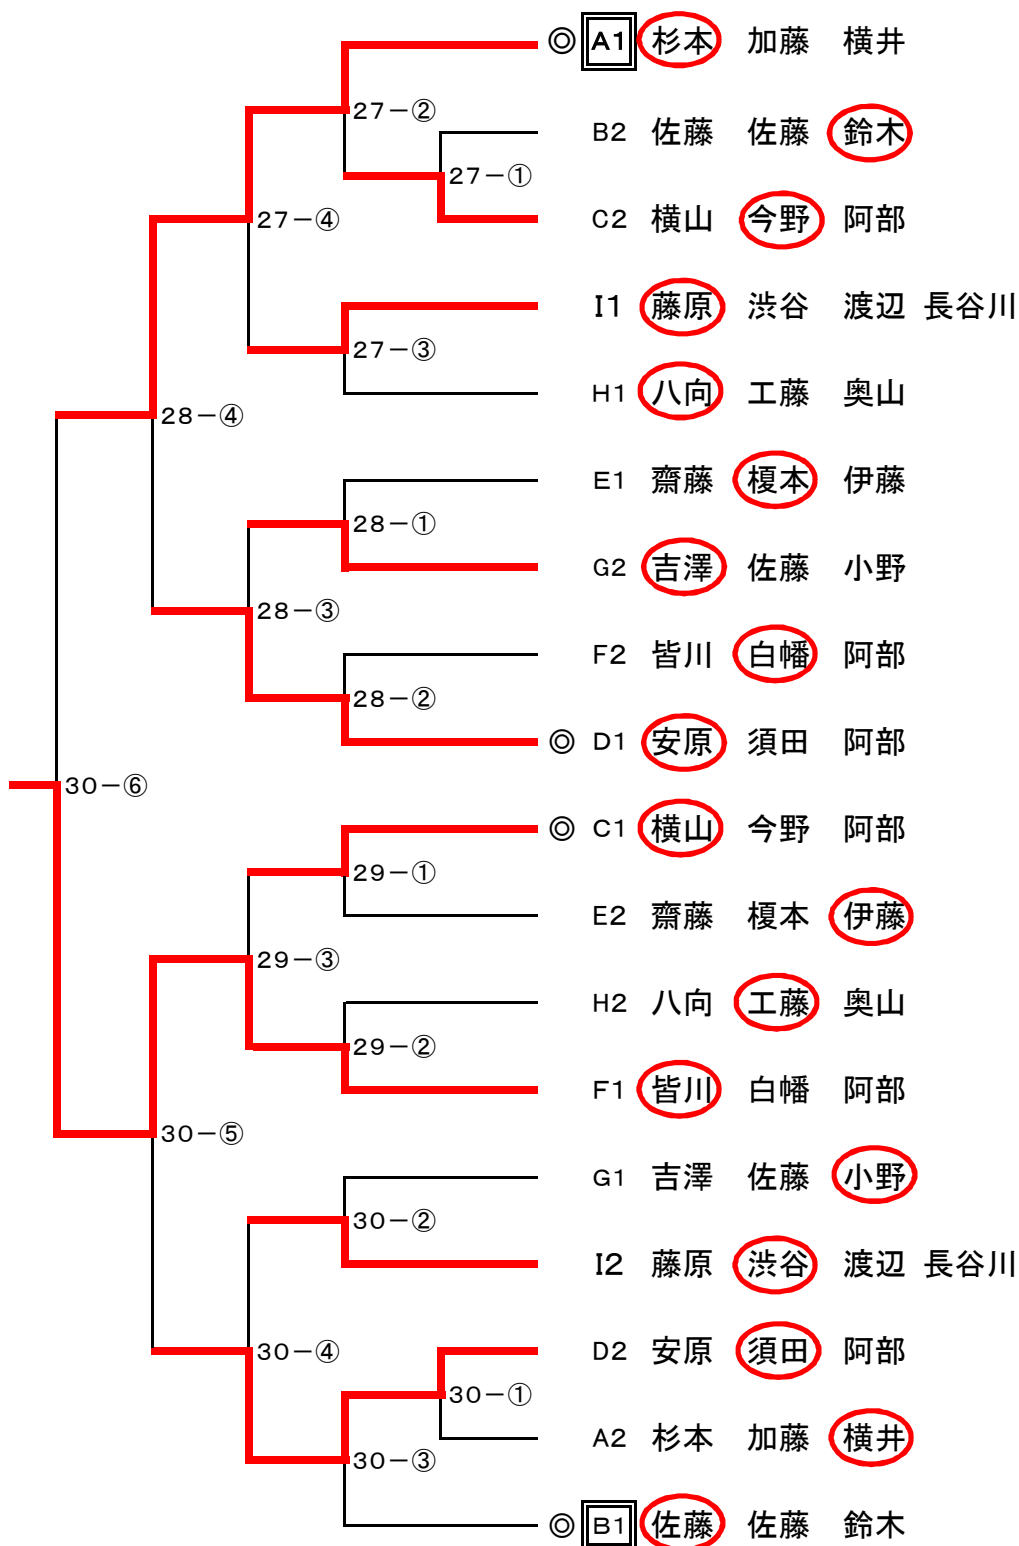 ◎ A1 杉本 加藤 横井
27－②
B2 佐藤 佐藤 鈴木
27－①
C2 横山 今野 阿部
27－④
I1 藤原 渋谷 渡辺 長谷川
27－③
H1 八向 工藤 奥山
28－④
E1 齋藤 榎本 伊藤
28－①
G2 吉澤 佐藤 小野
28－③
F2 皆川 白幡 阿部
28－②
◎ D1 安原 須田 阿部
30－⑥
◎ C1 横山 今野 阿部
29－①
E2 齋藤 榎本 伊藤
29－③
H2 八向 工藤 奥山
29－②
F1 皆川 白幡 阿部
30－⑤
G1 吉澤 佐藤 小野
30－②
I2 藤原 渋谷 渡辺 長谷川
30－④
D2 安原 須田 阿部
30－①
A2 杉本 加藤 横井
30－③
◎ B1 佐藤 佐藤 鈴木